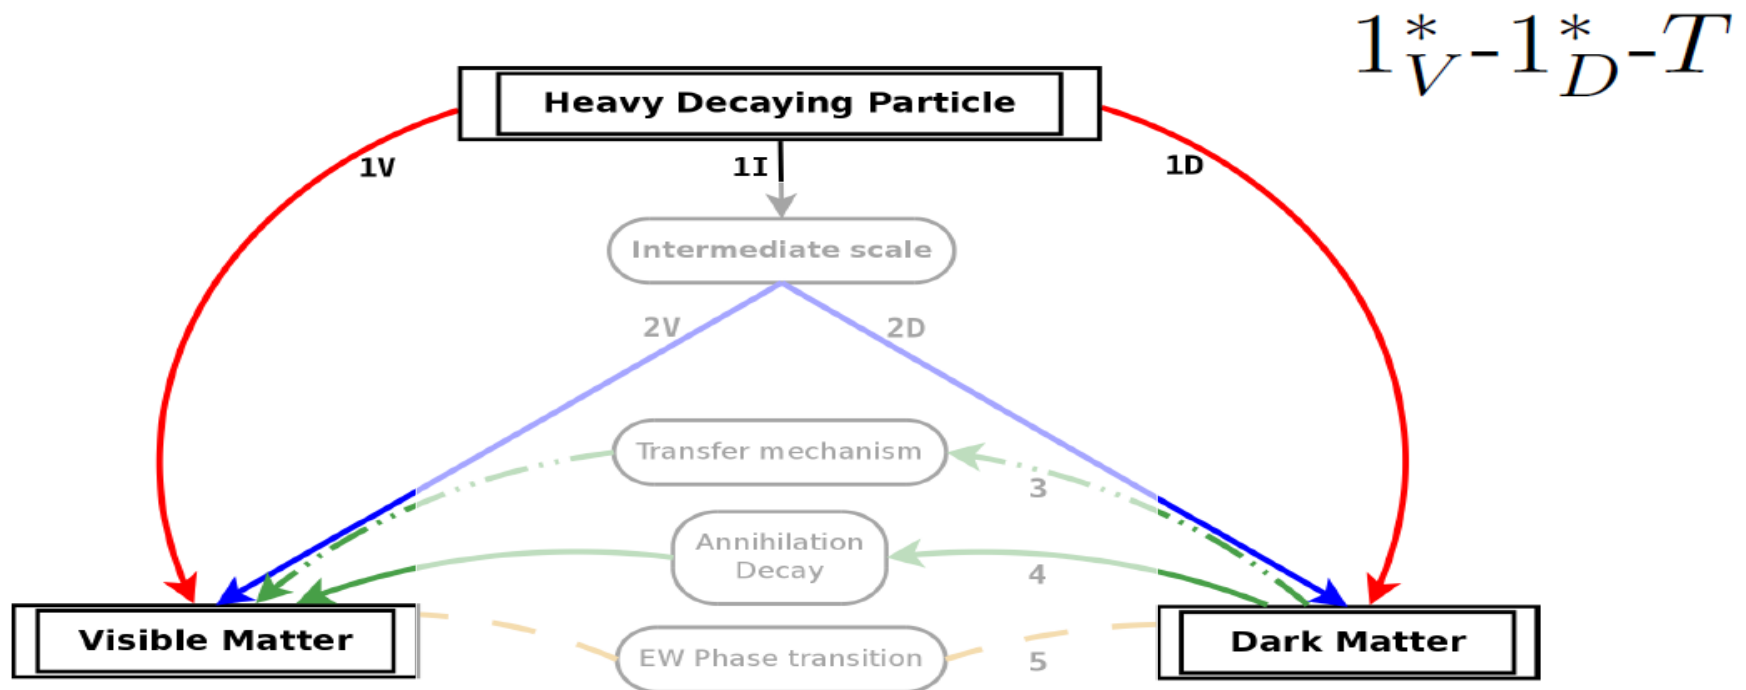 1*V-1*D-T
Heavy Decaying Particle
1V
1I
1D
Intermediate scale
2V
2D
Transfer mechanism
3
Annihilation
Decay
4
Visible Matter
Dark Matter
EW Phase transition
5